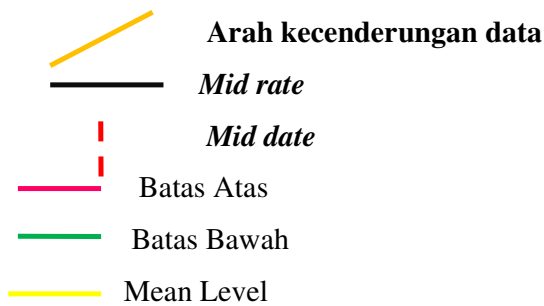 Arah kecenderungan data
Mid rate
Mid date
Batas Atas
Batas Bawah
Mean Level